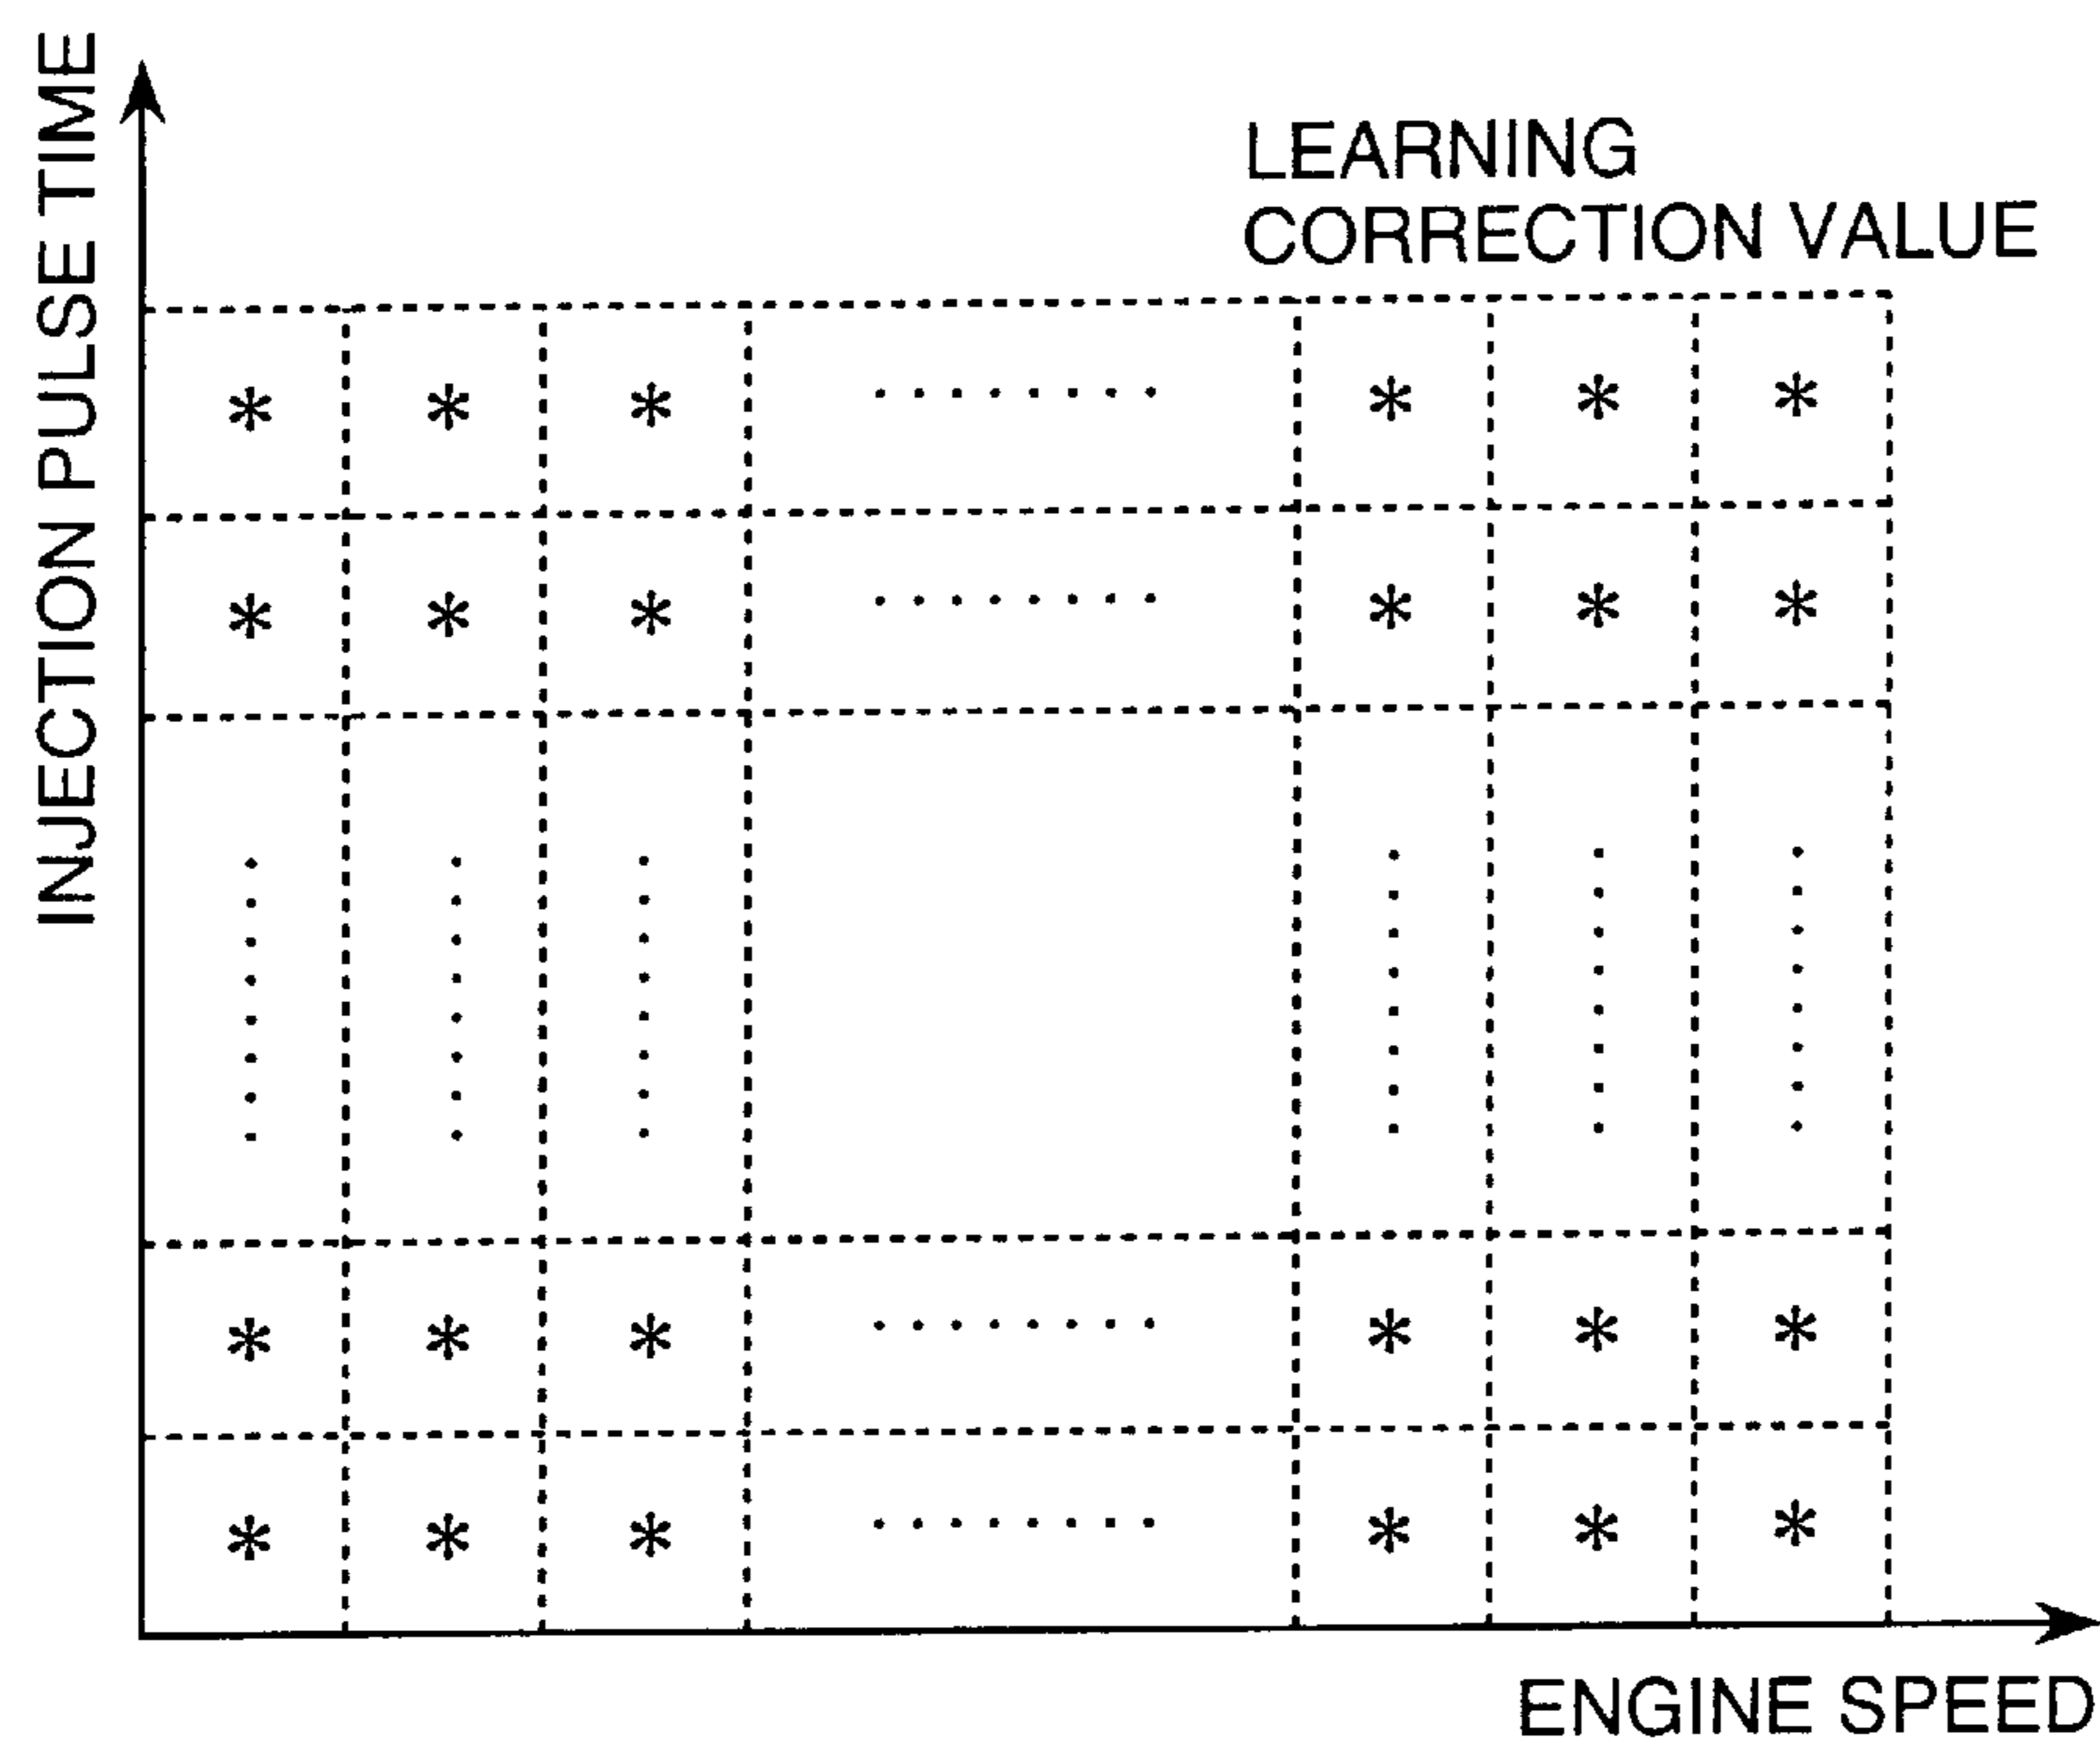 INJECTION PULSE TIME
LEARNING
CORRECTION VALUE
* * * ········ * * *
* * * ········ * * *
* * * ········ * * *
* * * ········ * * *
ENGINE SPEED